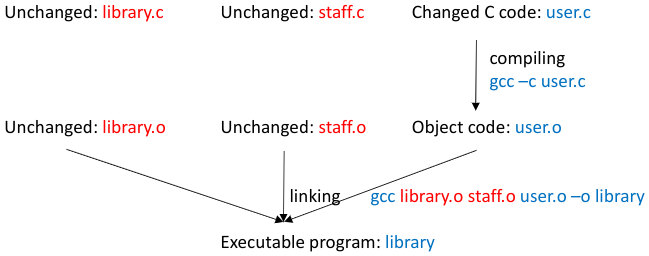 Unchanged: library.c Unchanged: staff.c Changed C code: user.c
compiling
gcc –c user.c
Unchanged: library.o Unchanged: staff.o Object code: user.o
linking gcc library.o staff.o user.o –o library
Executable program: library